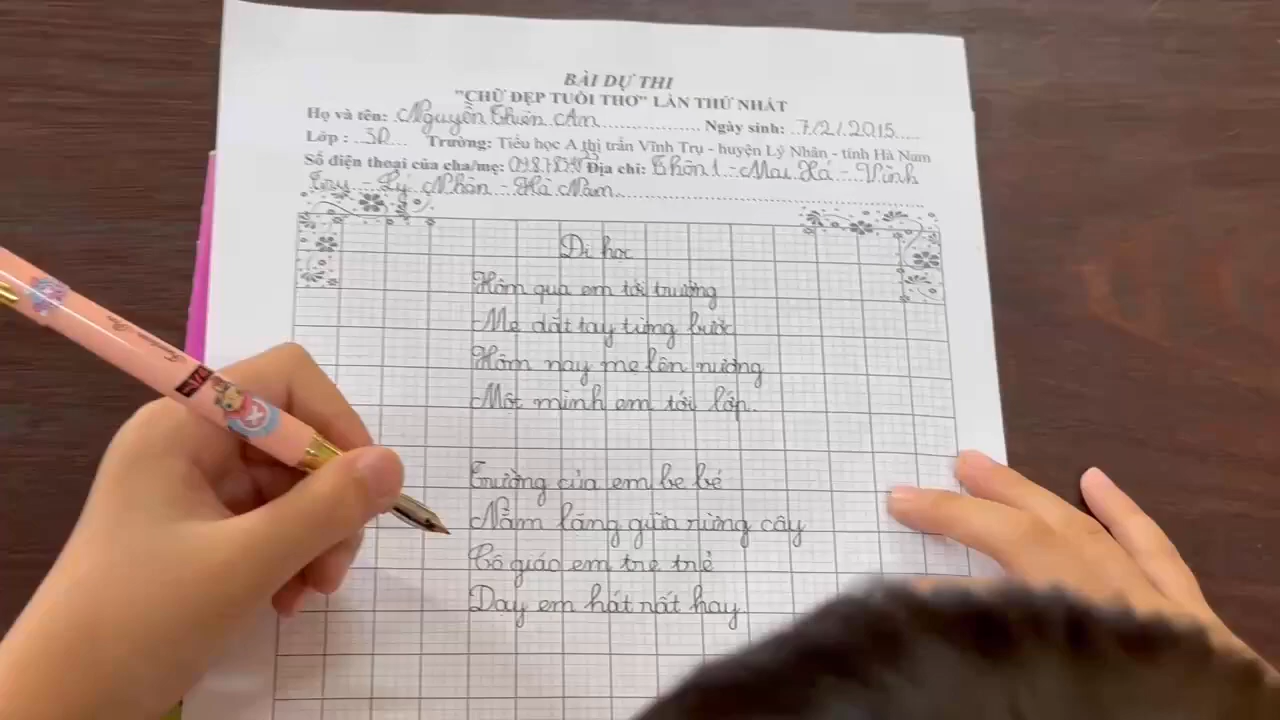 BÀI DỰ THI
"CHỮ ĐẸP TUỔI THƠ" LẦN THỨ NHẤT
Họ và tên: Nguyễn Thiên An Ngày sinh: 7/2/2015
Lớp: 3D Trường: Tiểu học A thị trấn Vĩnh Trụ - huyện Lý Nhân - tỉnh Hà Nam
Số điện thoại của cha/mẹ: Địa chỉ: Thôn 1 - Mai Xá - Vĩnh
Trụ - Lý Nhân - Hà Nam
Đi học
Hôm qua em tới trường
Mẹ dắt tay từng bước
Hôm nay mẹ lên nương
Một mình em tới lớp.
Trường của em be bé
Nằm lặng giữa rừng cây
Cô giáo em tre trẻ
Dạy em hát rất hay.